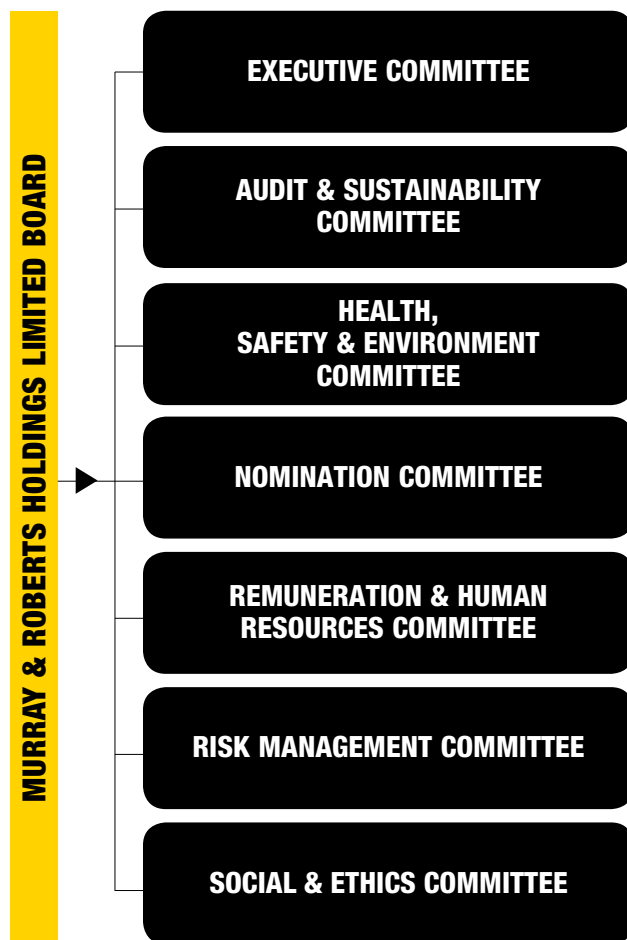 MURRAY & ROBERTS HOLDINGS LIMITED BOARD
EXECUTIVE COMMITTEE
AUDIT & SUSTAINABILITY
COMMITTEE
HEALTH,
SAFETY & ENVIRONMENT
COMMITTEE
NOMINATION COMMITTEE
REMUNERATION & HUMAN
RESOURCES COMMITTEE
RISK MANAGEMENT COMMITTEE
SOCIAL & ETHICS COMMITTEE